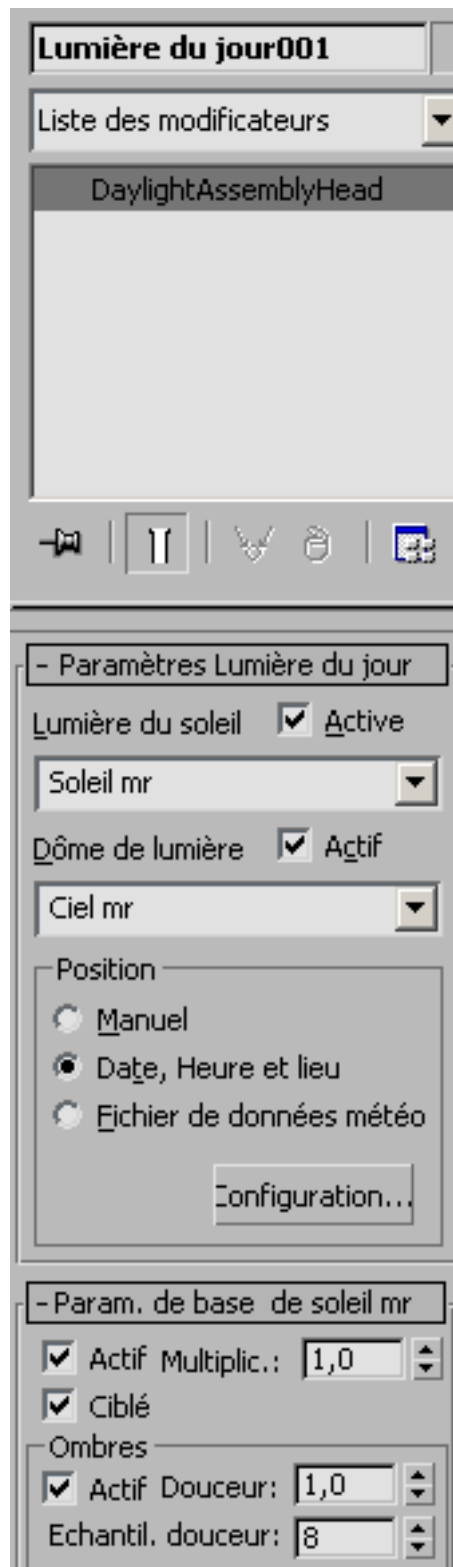 Lumière du jour001
Liste des modificateurs
DaylightAssemblyHead
- Paramètres Lumière du jour
Lumière du soleil Active
Soleil mr
Dôme de lumière Actif
Ciel mr
Position
Manuel
Date, Heure et lieu
Fichier de données météo
Configuration...
- Param. de base de soleil mr
Actif Multiplic.: 1,0
Ciblé
Ombres
Actif Douceur: 1,0
Echantil. douceur: 8